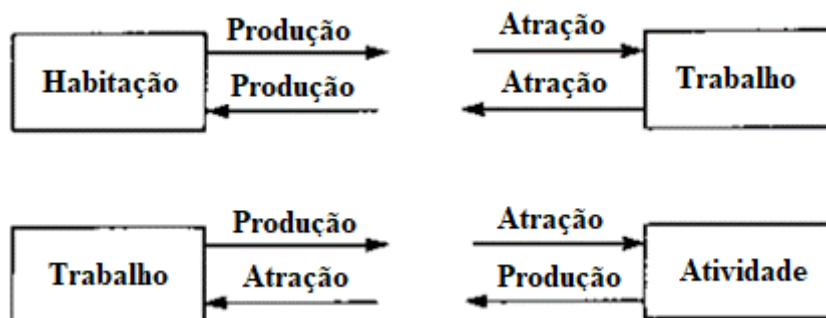 Produção
Atração
Habitação
Trabalho
Produção
Atração
Produção
Atração
Trabalho
Atividade
Atração
Produção